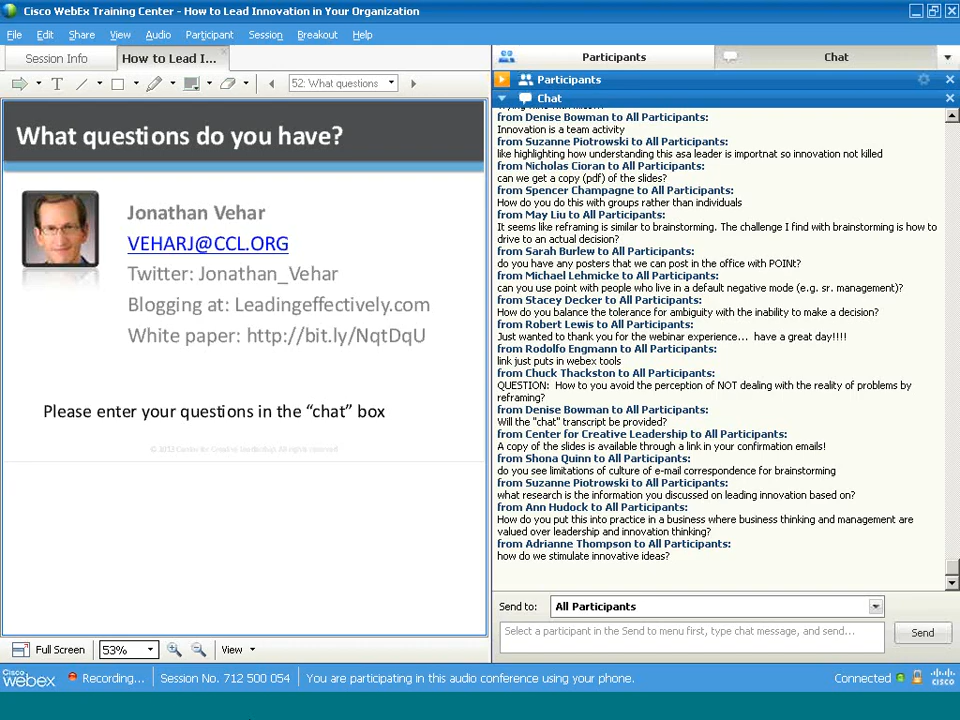 Cisco WebEx Training Center - How to Lead Innovation in Your Organization
File Edit Share View Audio Participant Session Breakout Help
Session Info
How to Lead I...
52: What questions
What questions do you have?
Jonathan Vehar
VEHARJ@CCL.ORG
Twitter: Jonathan_Vehar
Blogging at: Leadingeffectively.com
White paper: http://bit.ly/NqtDqU
Please enter your questions in the “chat” box
Full Screen
53%
View
Participants
Chat
Participants
Chat
from Denise Bowman to All Participants:
Innovation is a team activity
from Suzanne Piotrowski to All Participants:
like highlighting how understanding this asa leader is importnat so innovation not killed
from Nicholas Cioran to All Participants:
can we get a copy (pdf) of the slides?
from Spencer Champagne to All Participants:
How do you do this with groups rather than individuals
from May Liu to All Participants:
It seems like reframing is similar to brainstorming. The challenge I find with brainstorming is how to
drive to an actual decision?
from Sarah Burlew to All Participants:
do you have any posters that we can post in the office with POINt?
from Michael Lehmicke to All Participants:
can you use point with people who live in a default negative mode (e.g. sr. management)?
from Stacey Decker to All Participants:
How do you balance the tolerance for ambiguity with the inability to make a decision?
from Robert Lewis to All Participants:
Just wanted to thank you for the webinar experience... have a great day!!!!
from Rodolfo Engmann to All Participants:
link just puts in webex tools
from Chuck Thackston to All Participants:
QUESTION: How to you avoid the perception of NOT dealing with the reality of problems by
reframing?
from Denise Bowman to All Participants:
Will the "chat" transcript be provided?
from Center for Creative Leadership to All Participants:
A copy of the slides is available through a link in your confirmation emails!
from Shona Quinn to All Participants:
do you see limitations of culture of e-mail correspondence for brainstorming
from Suzanne Piotrowski to All Participants:
what research is the information you discussed on leading innovation based on?
from Ann Hudock to All Participants:
How do you put this into practice in a business where business thinking and management are
valued over leadership and innovation thinking?
from Adrianne Thompson to All Participants:
how do we stimulate innovative ideas?
Send to: All Participants
Select a participant in the Send to menu first, type chat message, and send...
Send
Cisco webex Recording... Session No. 712 500 054 You are participating in this audio conference using your phone. Connected cisco